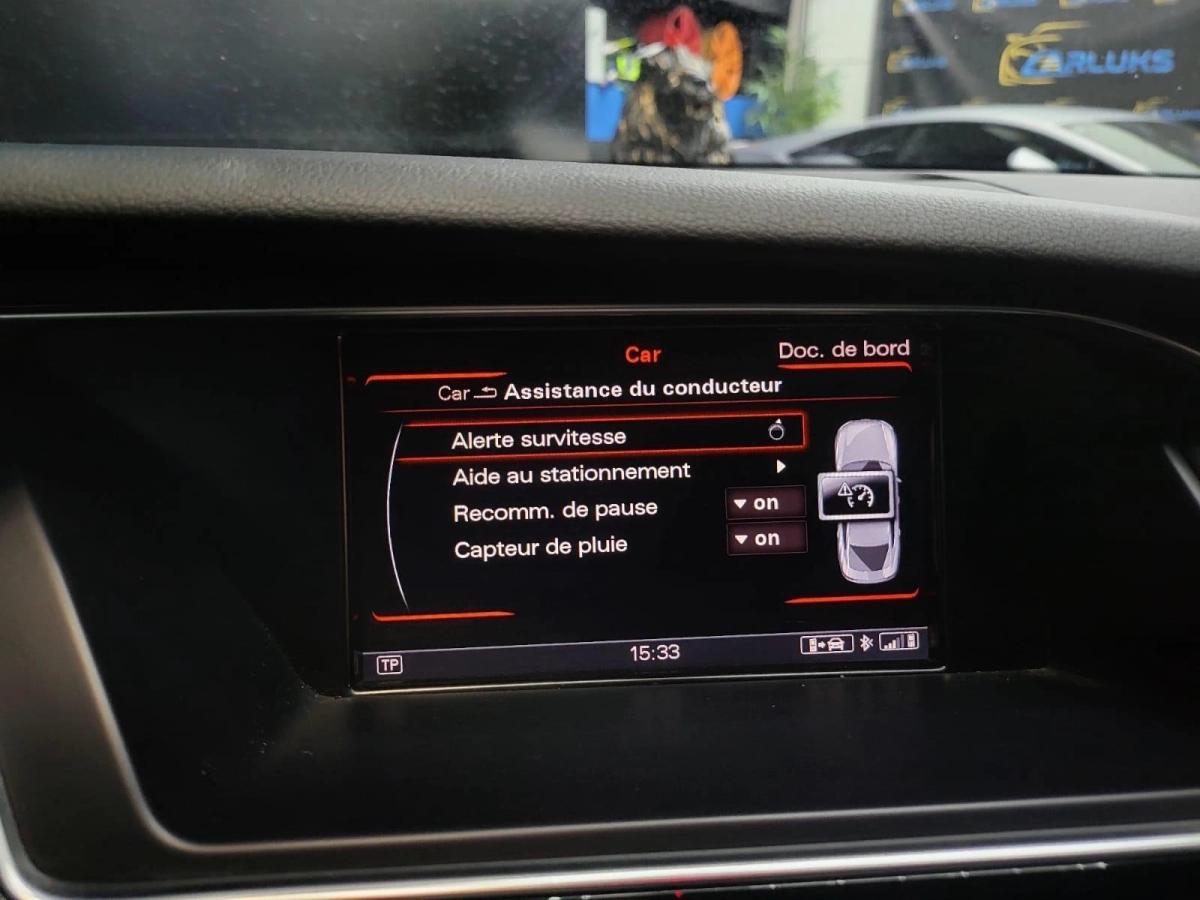 CARLUKS
Car
Doc. de bord
Car Assistance du conducteur
Alerte survitesse
Aide au stationnement
Recomm. de pause
on
Capteur de pluie
on
TP
15:33